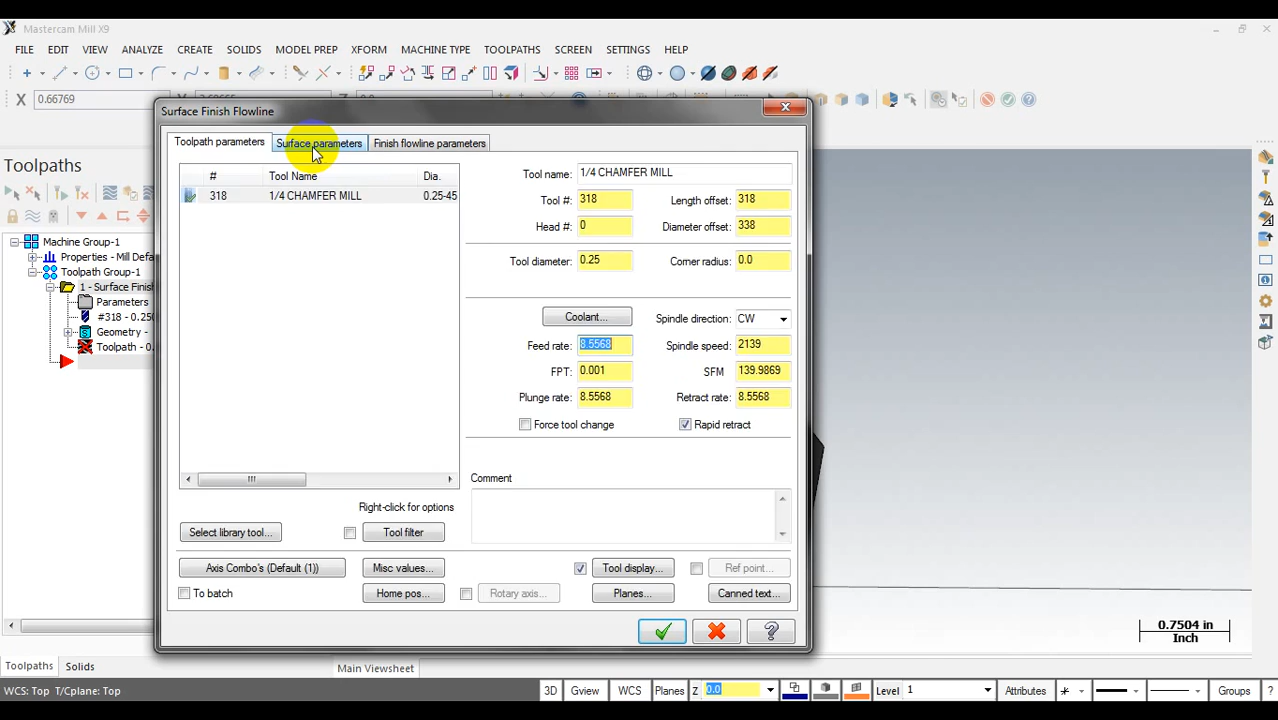 Mastercam Mill X9
FILE EDIT VIEW ANALYZE CREATE SOLIDS MODEL PREP XFORM MACHINE TYPE TOOLPATHS SCREEN SETTINGS HELP
X 0.66769
Surface Finish Flowline
Toolpath parameters Surface parameters Finish flowline parameters
Toolpaths
# Tool Name Dia.
318 1/4 CHAMFER MILL 0.25-45
Tool name: 1/4 CHAMFER MILL
Tool #: 318 Length offset: 318
Head #: 0 Diameter offset: 338
Tool diameter: 0.25 Corner radius: 0.0
Coolant... Spindle direction: CW
Feed rate: 8.5568 Spindle speed: 2139
FPT: 0.001 SFM 139.9869
Plunge rate: 8.5568 Retract rate: 8.5568
Force tool change Rapid retract
Comment
Right-click for options
Select library tool... Tool filter
Axis Combo's (Default (1)) Misc values... Tool display... Ref point...
To batch Home pos... Rotary axis... Planes... Canned text...
Machine Group-1
Properties - Mill Defa
Toolpath Group-1
1 - Surface Finish
Parameters
#318 - 0.250
Geometry -
Toolpath - 0.
0.7504 in
Inch
Toolpaths Solids Main Viewsheet
WCS: Top T/Cplane: Top 3D Gview WCS Planes Z 0.0 Level 1 Attributes Groups ?